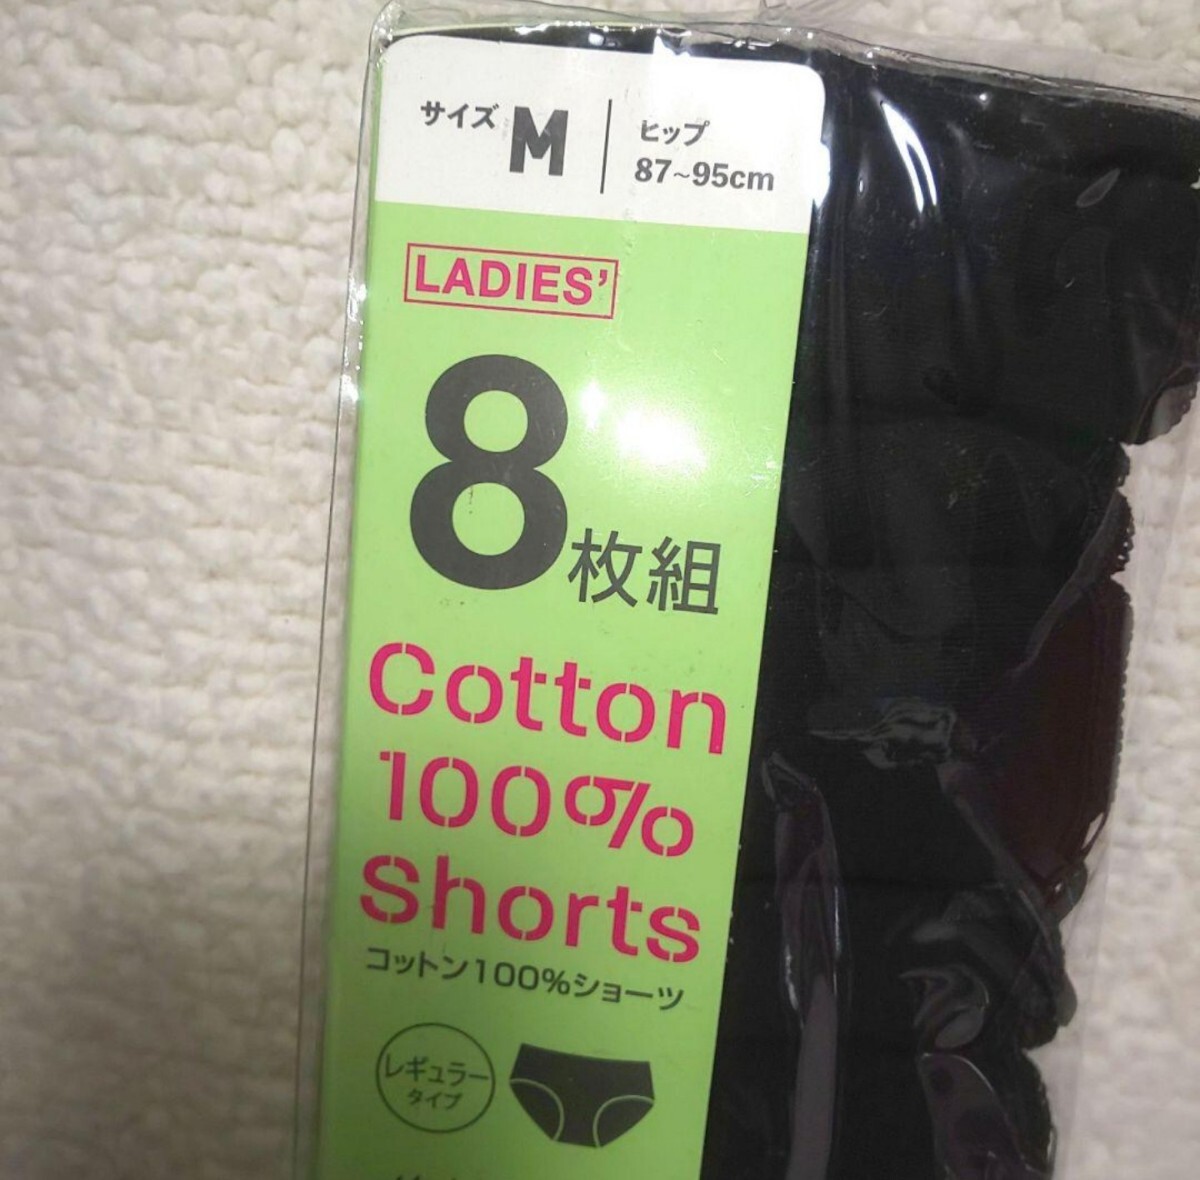 サイズ M
ヒップ
87~95cm
LADIES'
8枚組
Cotton
100%
Shorts
コットン100%ショーツ
レギュラー
タイプ